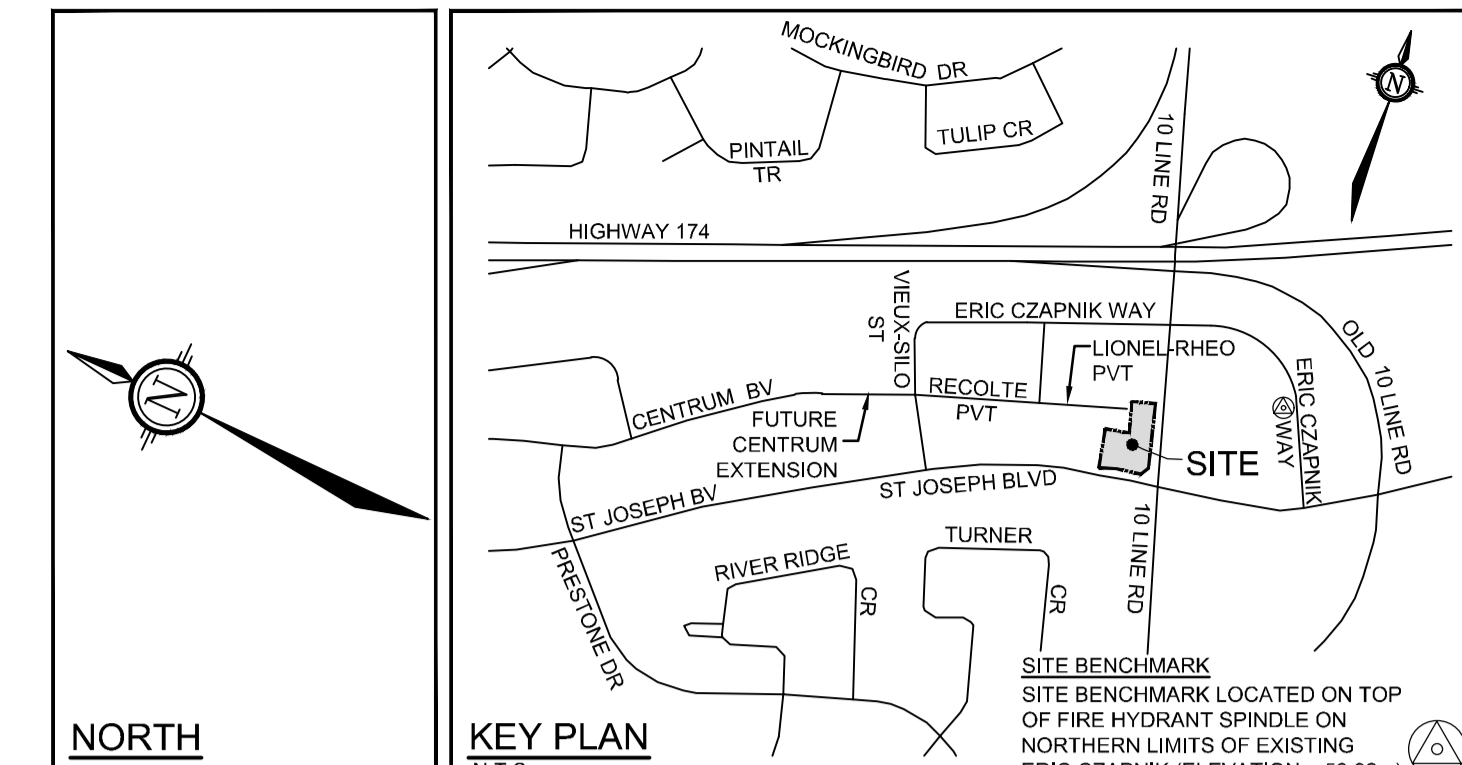 NORTH
N
MOCKINGBIRD DR
N
10 LINE RD
TULIP CR
PINTAIL
TR
HIGHWAY 174
VIEUX-SILO
ST
ERIC CZAPNIK WAY
OLD 10 LINE RD
LIONEL-RHEO
PVT
ERIC CZAPNIK
WAY
RECOLTE
PVT
CENTRUM BV
FUTURE
CENTRUM
EXTENSION
SITE
ST JOSEPH BLVD
ST JOSEPH BV
10 LINE RD
TURNER
CR
RIVER RIDGE
CR
PRESTONE DR
SITE BENCHMARK
SITE BENCHMARK LOCATED ON TOP
OF FIRE HYDRANT SPINDLE ON
NORTHERN LIMITS OF EXISTING
ERIC CZAPNIK (ELEVATION
KEY PLAN
N.T.S.